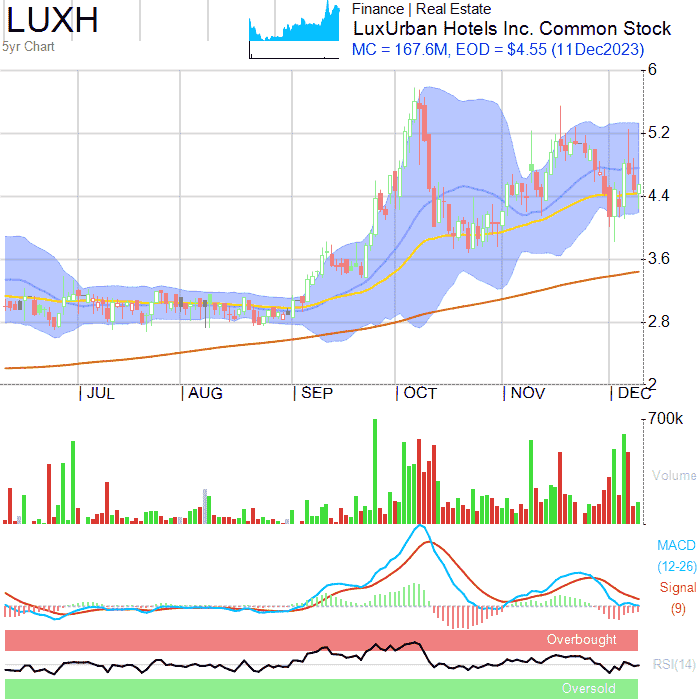 LUXH
5yr Chart
Finance | Real Estate
LuxUrban Hotels Inc. Common Stock
MC = 167.6M, EOD = $4.55 (11Dec2023)
6
5.2
4.4
3.6
2.8
2
JUL AUG SEP OCT NOV DEC
700k
Volume
MACD
(12-26)
Signal
(9)
Overbought
RSI(14)
Oversold